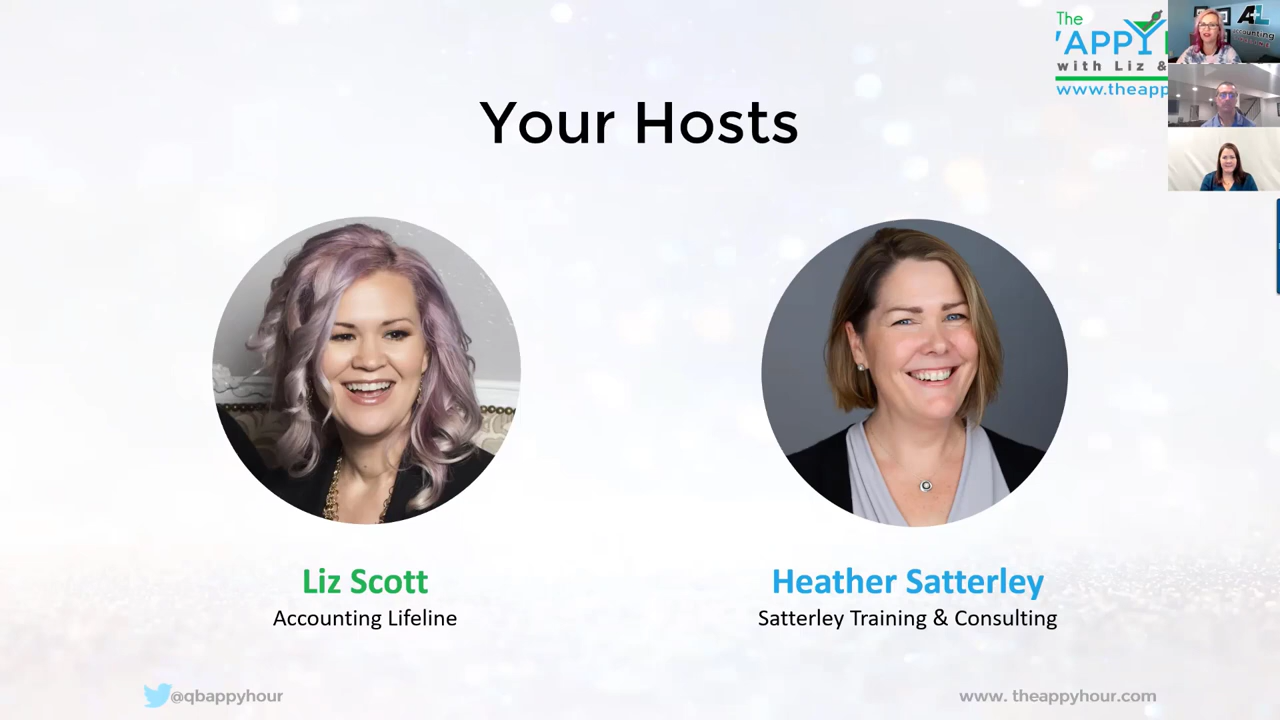 The
'APPY
with Liz &
www.theapp
A+L
Your Hosts
Liz Scott
Accounting Lifeline
Heather Satterley
Satterley Training & Consulting
@qbappyhour
www. theappyhour.com